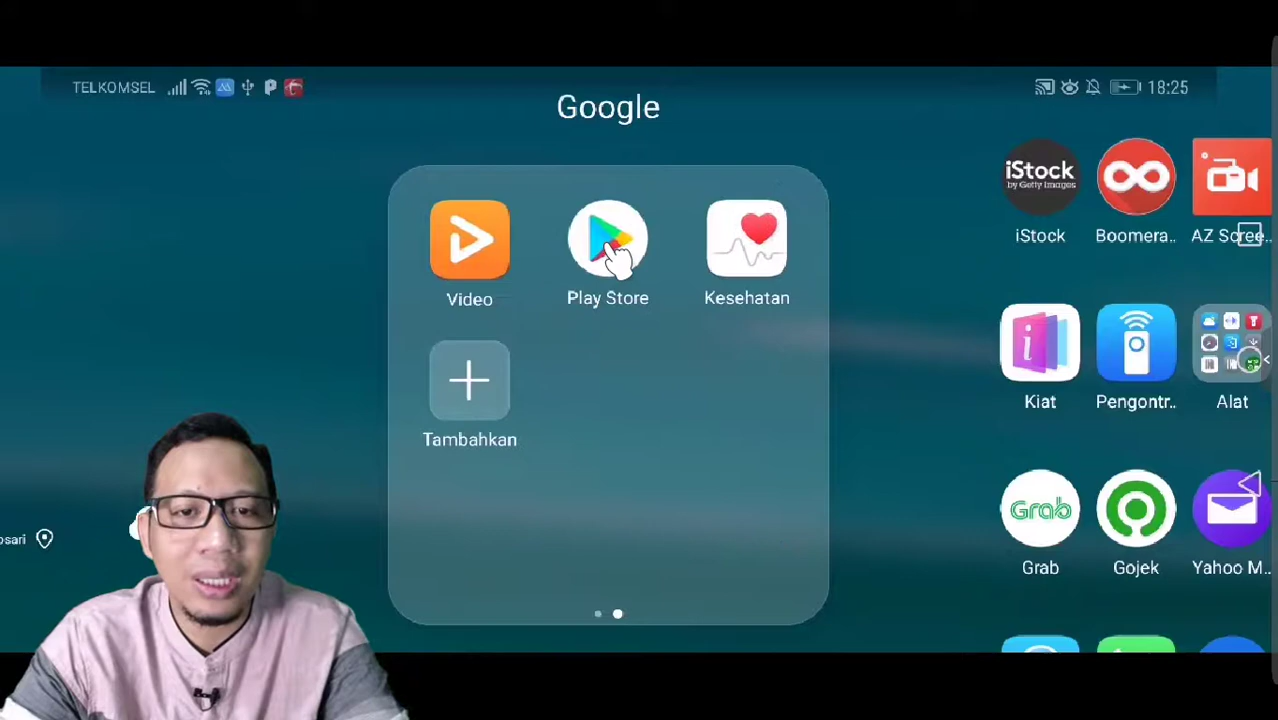 TELKOMSEL
18:25
Google
Video
Play Store
Kesehatan
Tambahkan
iStock
by Getty Images
iStock
Boomera..
AZ Scree..
Kiat
Pengontr..
Alat
Grab
Grab
Gojek
Yahoo M..
osari